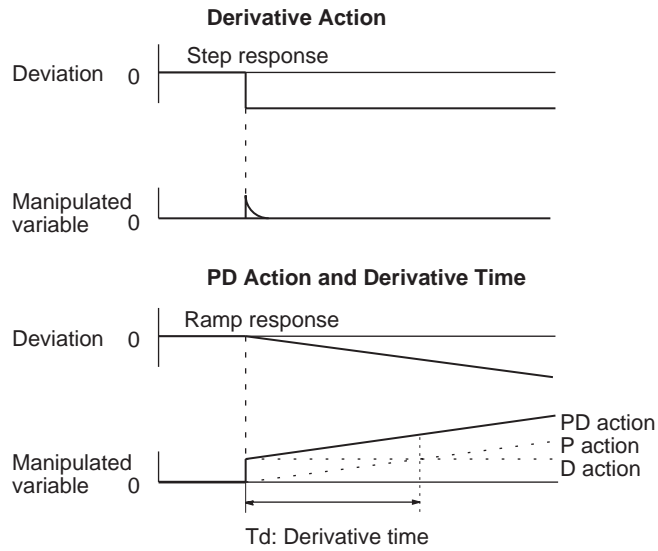 Derivative Action
Step response
Deviation 0
Manipulated
variable 0
PD Action and Derivative Time
Ramp response
Deviation 0
PD action
P action
Manipulated
D action
variable 0
Td: Derivative time